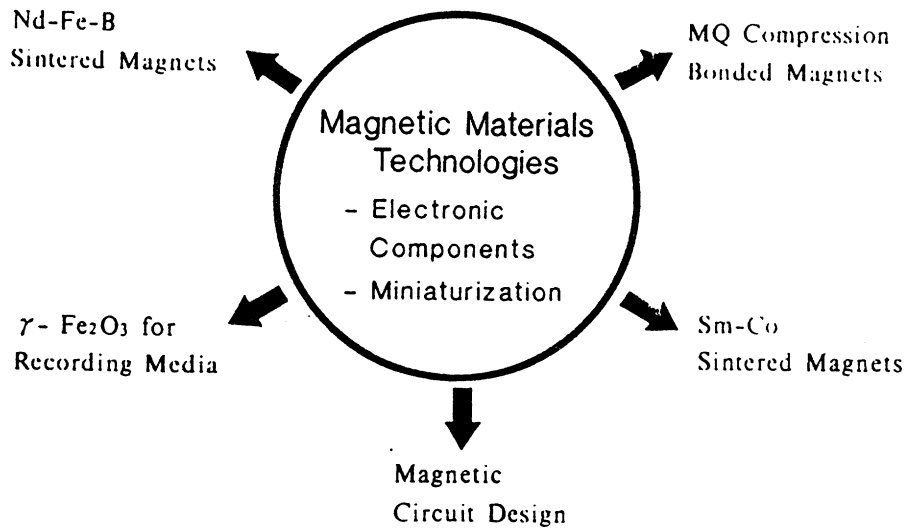 Nd-Fe-B
Sintered Magnets
MQ Compression
Bonded Magnets
Magnetic Materials
Technologies
- Electronic
Components
- Miniaturization
γ- Fe₂O₃ for
Recording Media
Sm-Co
Sintered Magnets
Magnetic
Circuit Design